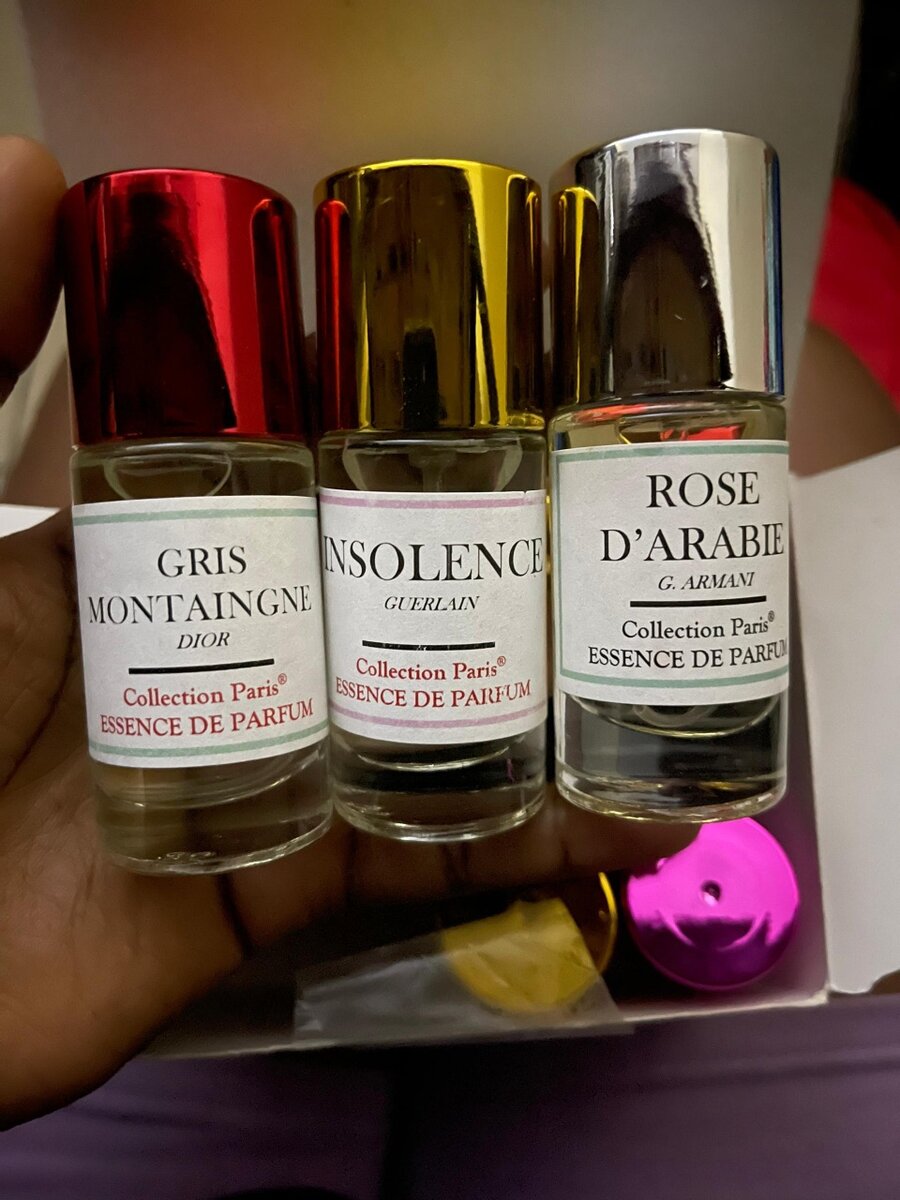 GRIS
MONTAINGNE
DIOR
Collection Paris®
ESSENCE DE PARFUM
INSOLENCE
GUERLAIN
Collection Paris®
ESSENCE DE PARFUM
ROSE
D'ARABIE
G. ARMANI
Collection Paris®
ESSENCE DE PARFUM